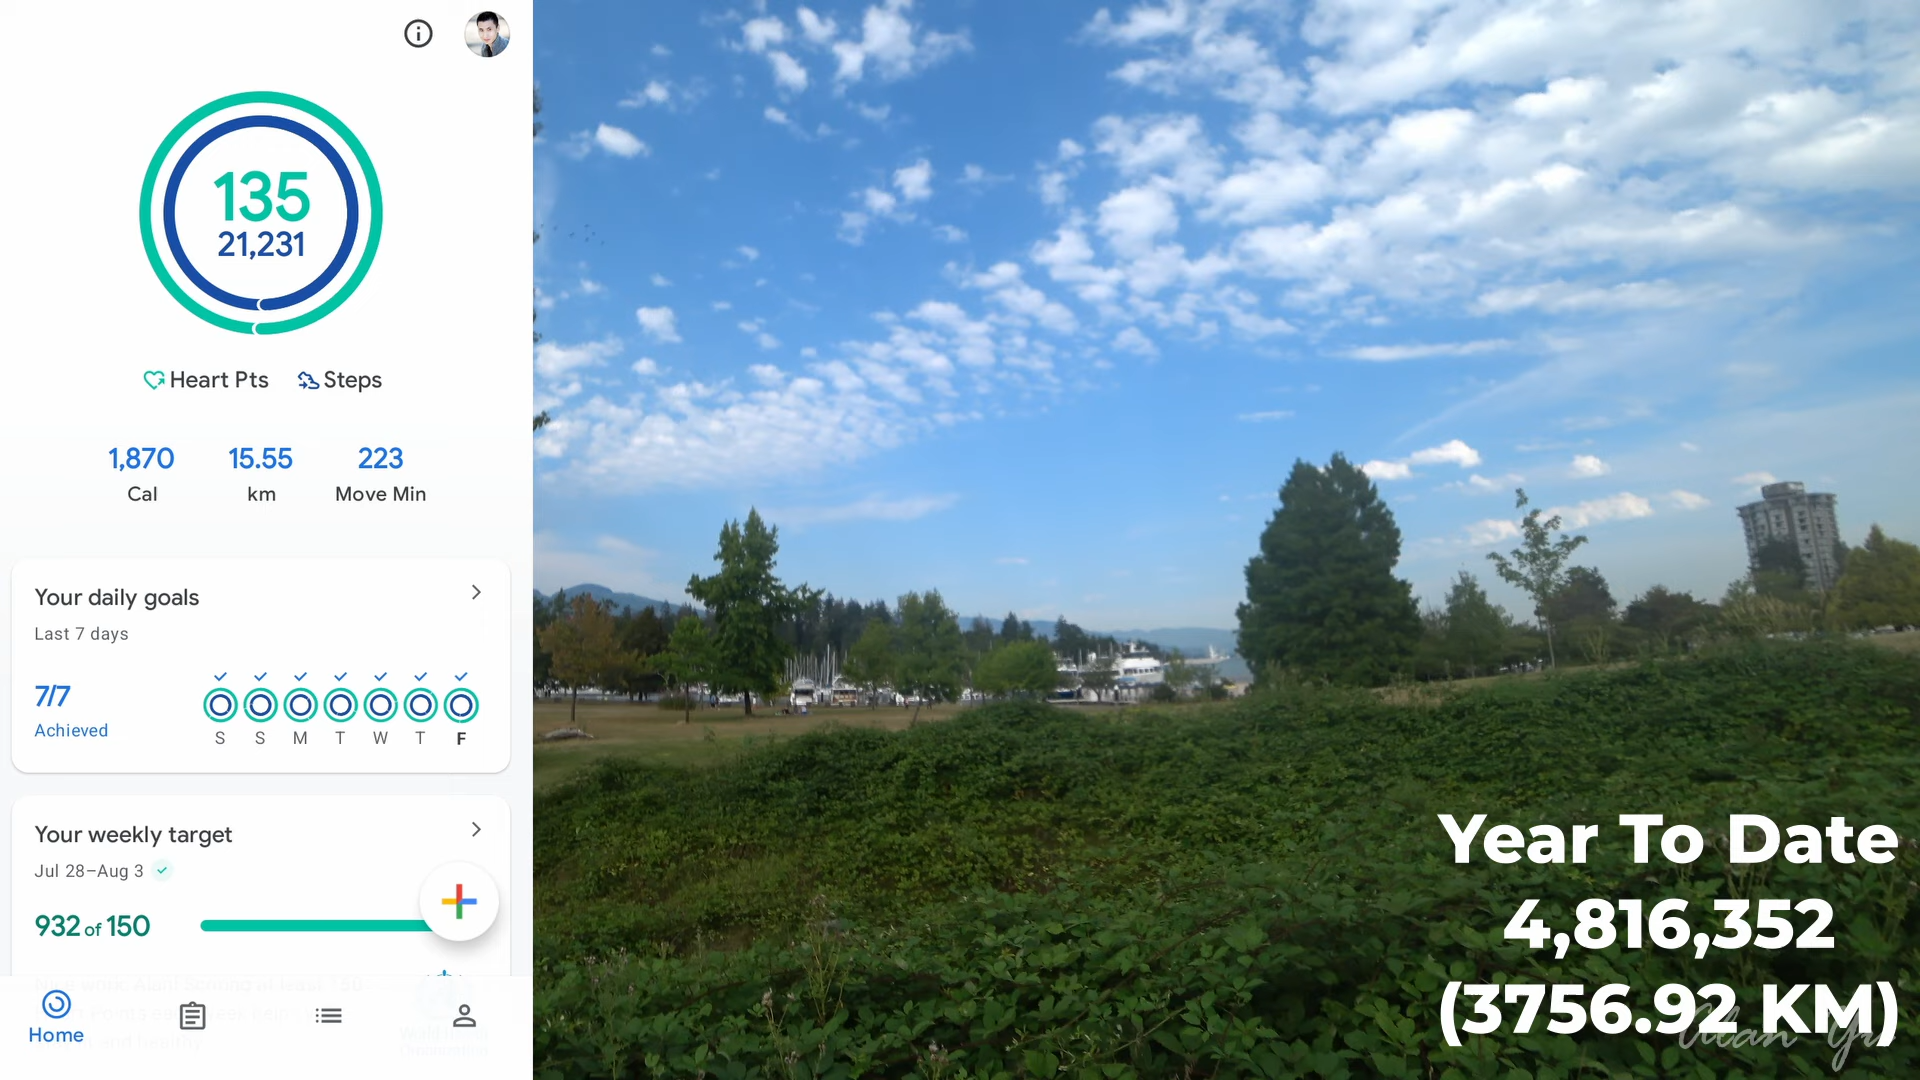 135
21,231
Heart Pts Steps
1,870 15.55 223
Cal km Move Min
Your daily goals
Last 7 days
7/7
Achieved
S S M T W T F
Your weekly target
Jul 28–Aug 3
932 of 150
Home
Year To Date
4,816,352
(3756.92 KM)